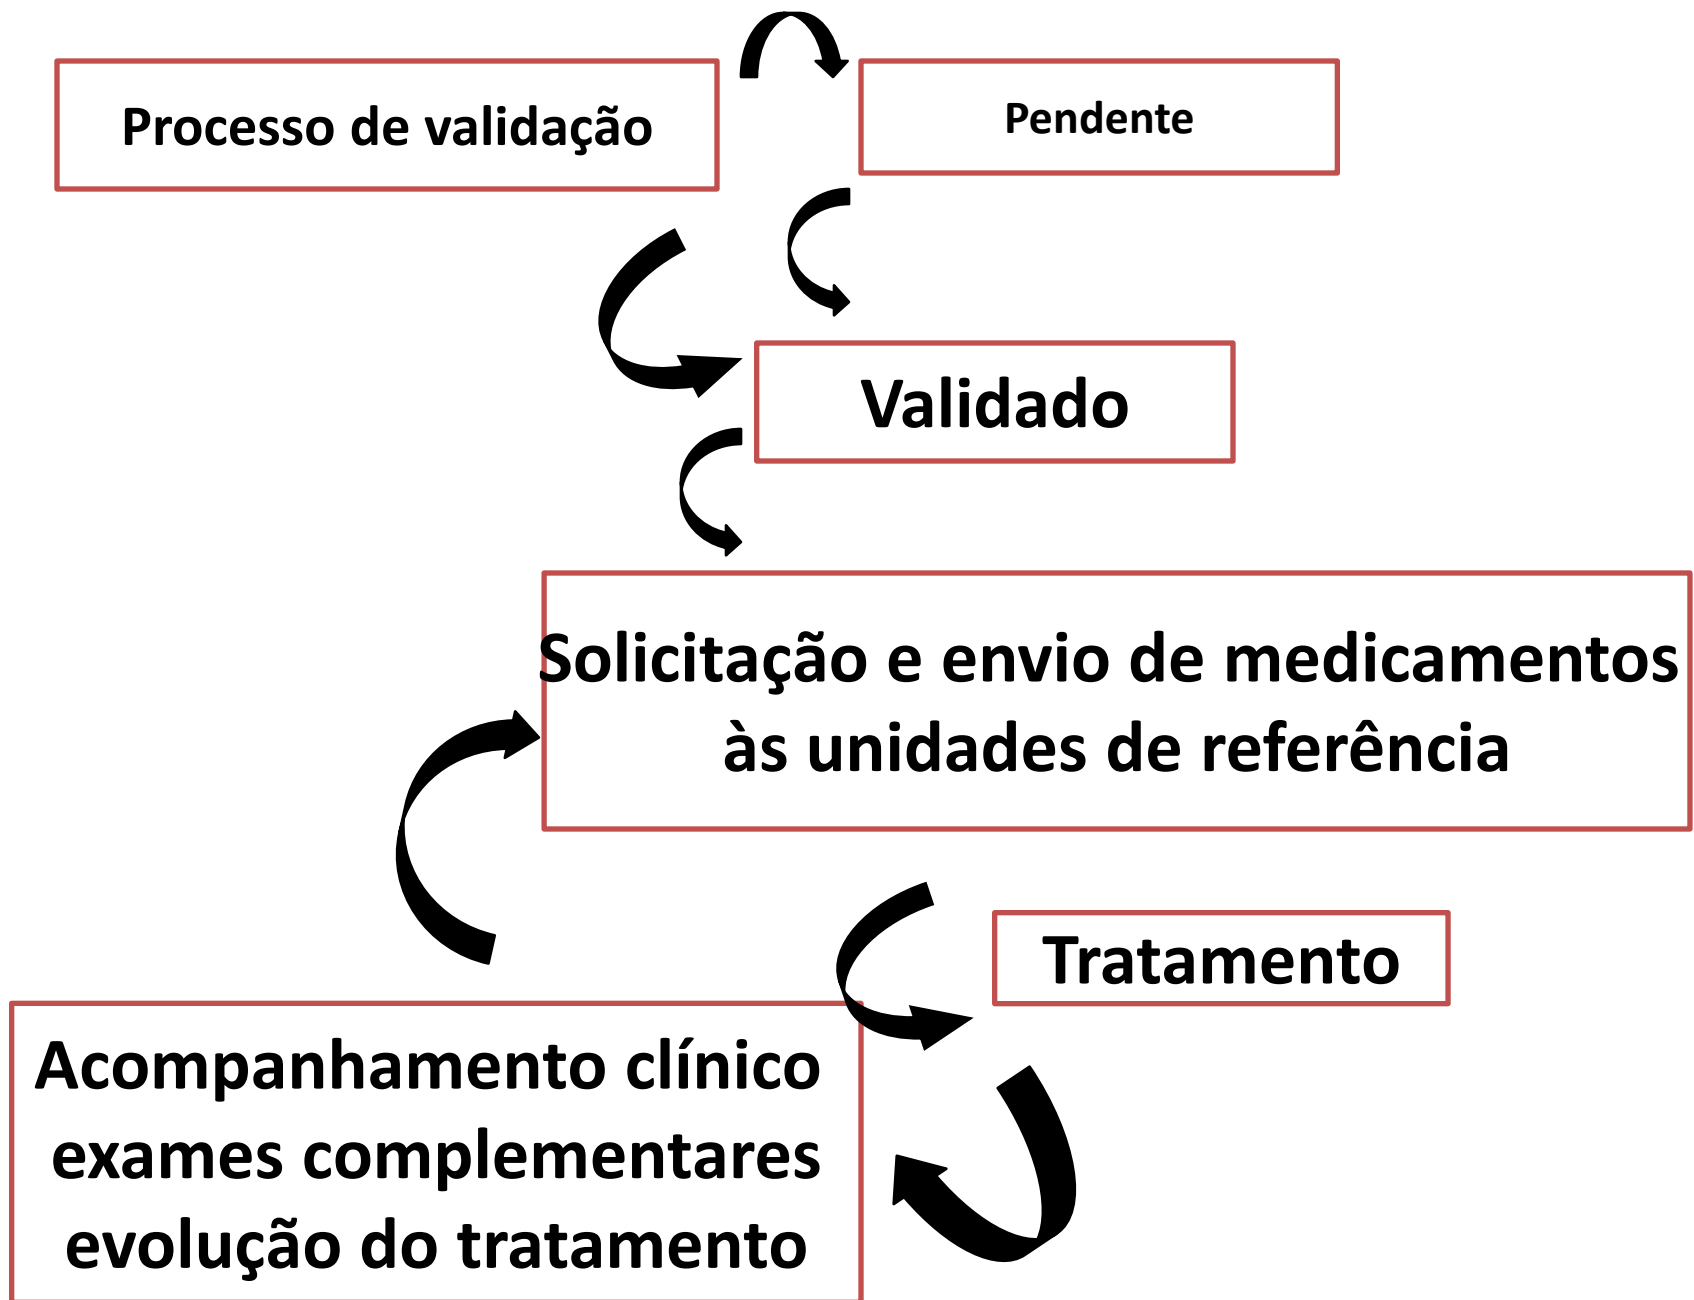 Processo de validação
Pendente
Validado
Solicitação e envio de medicamentos
às unidades de referência
Tratamento
Acompanhamento clínico
exames complementares
evolução do tratamento